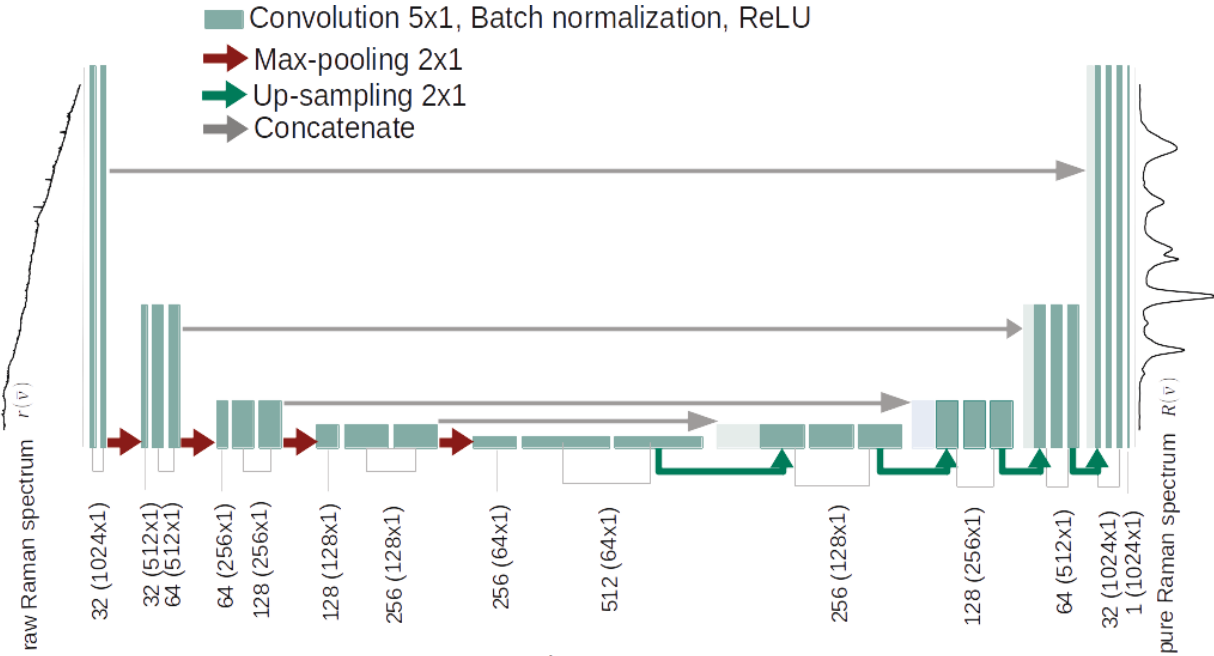 Convolution 5x1, Batch normalization, ReLU
Max-pooling 2x1
Up-sampling 2x1
Concatenate
raw Raman spectrum r(ν̄)
32 (1024x1)
32 (512x1)
64 (512x1)
64 (256x1)
128 (256x1)
128 (128x1)
256 (128x1)
256 (64x1)
512 (64x1)
256 (128x1)
128 (256x1)
64 (512x1)
32 (1024x1)
1 (1024x1)
pure Raman spectrum R(ν̄)